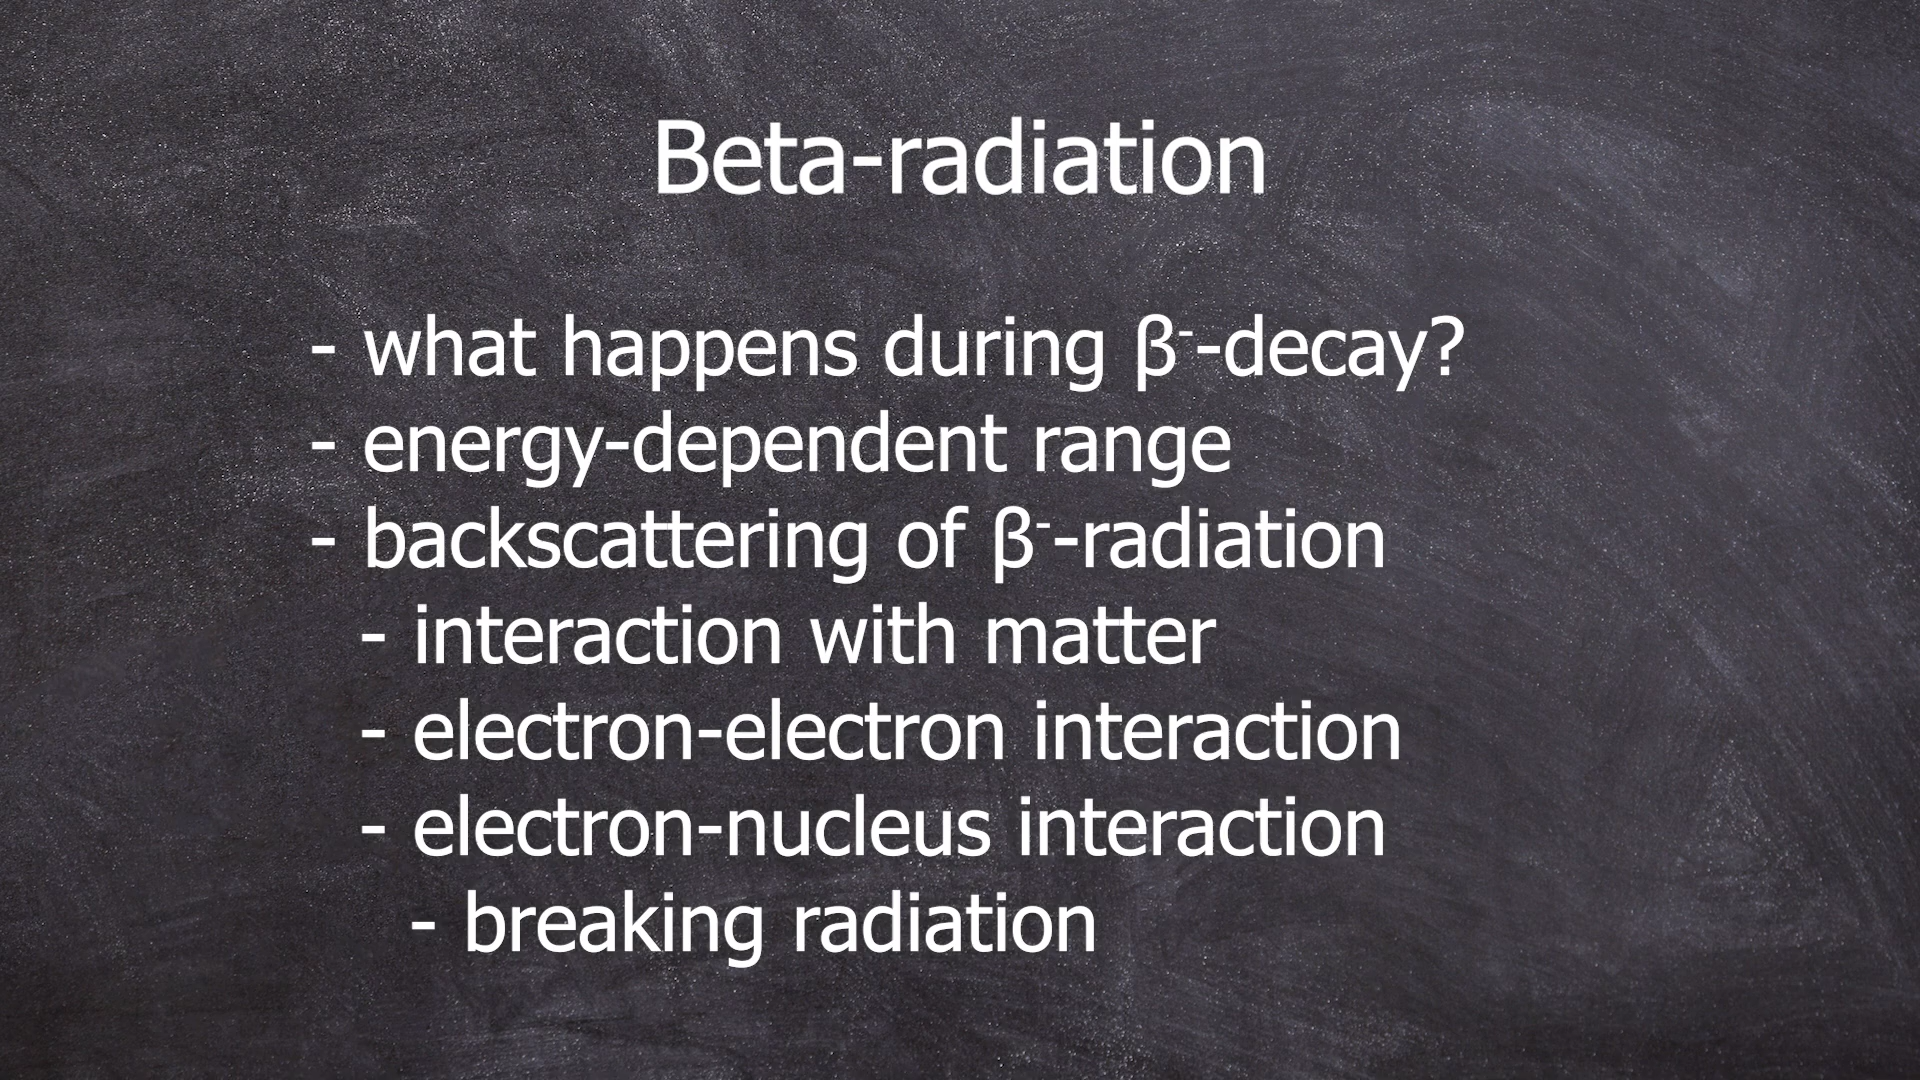 Beta-radiation
- what happens during β⁻-decay?
- energy-dependent range
- backscattering of β⁻-radiation
- interaction with matter
- electron-electron interaction
- electron-nucleus interaction
- breaking radiation